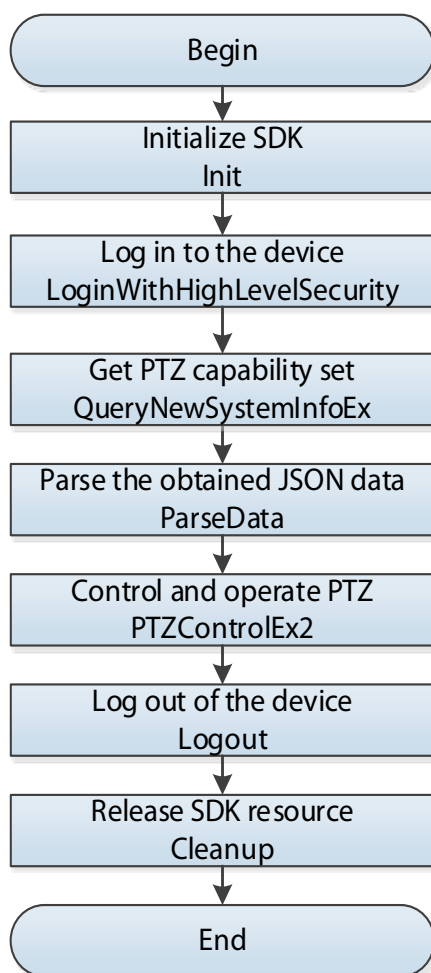 Begin
Initialize SDK
Init
Log in to the device
LoginWithHighLevelSecurity
Get PTZ capability set
QueryNewSystemInfoEx
Parse the obtained JSON data
ParseData
Control and operate PTZ
PTZControlEx2
Log out of the device
Logout
Release SDK resource
Cleanup
End